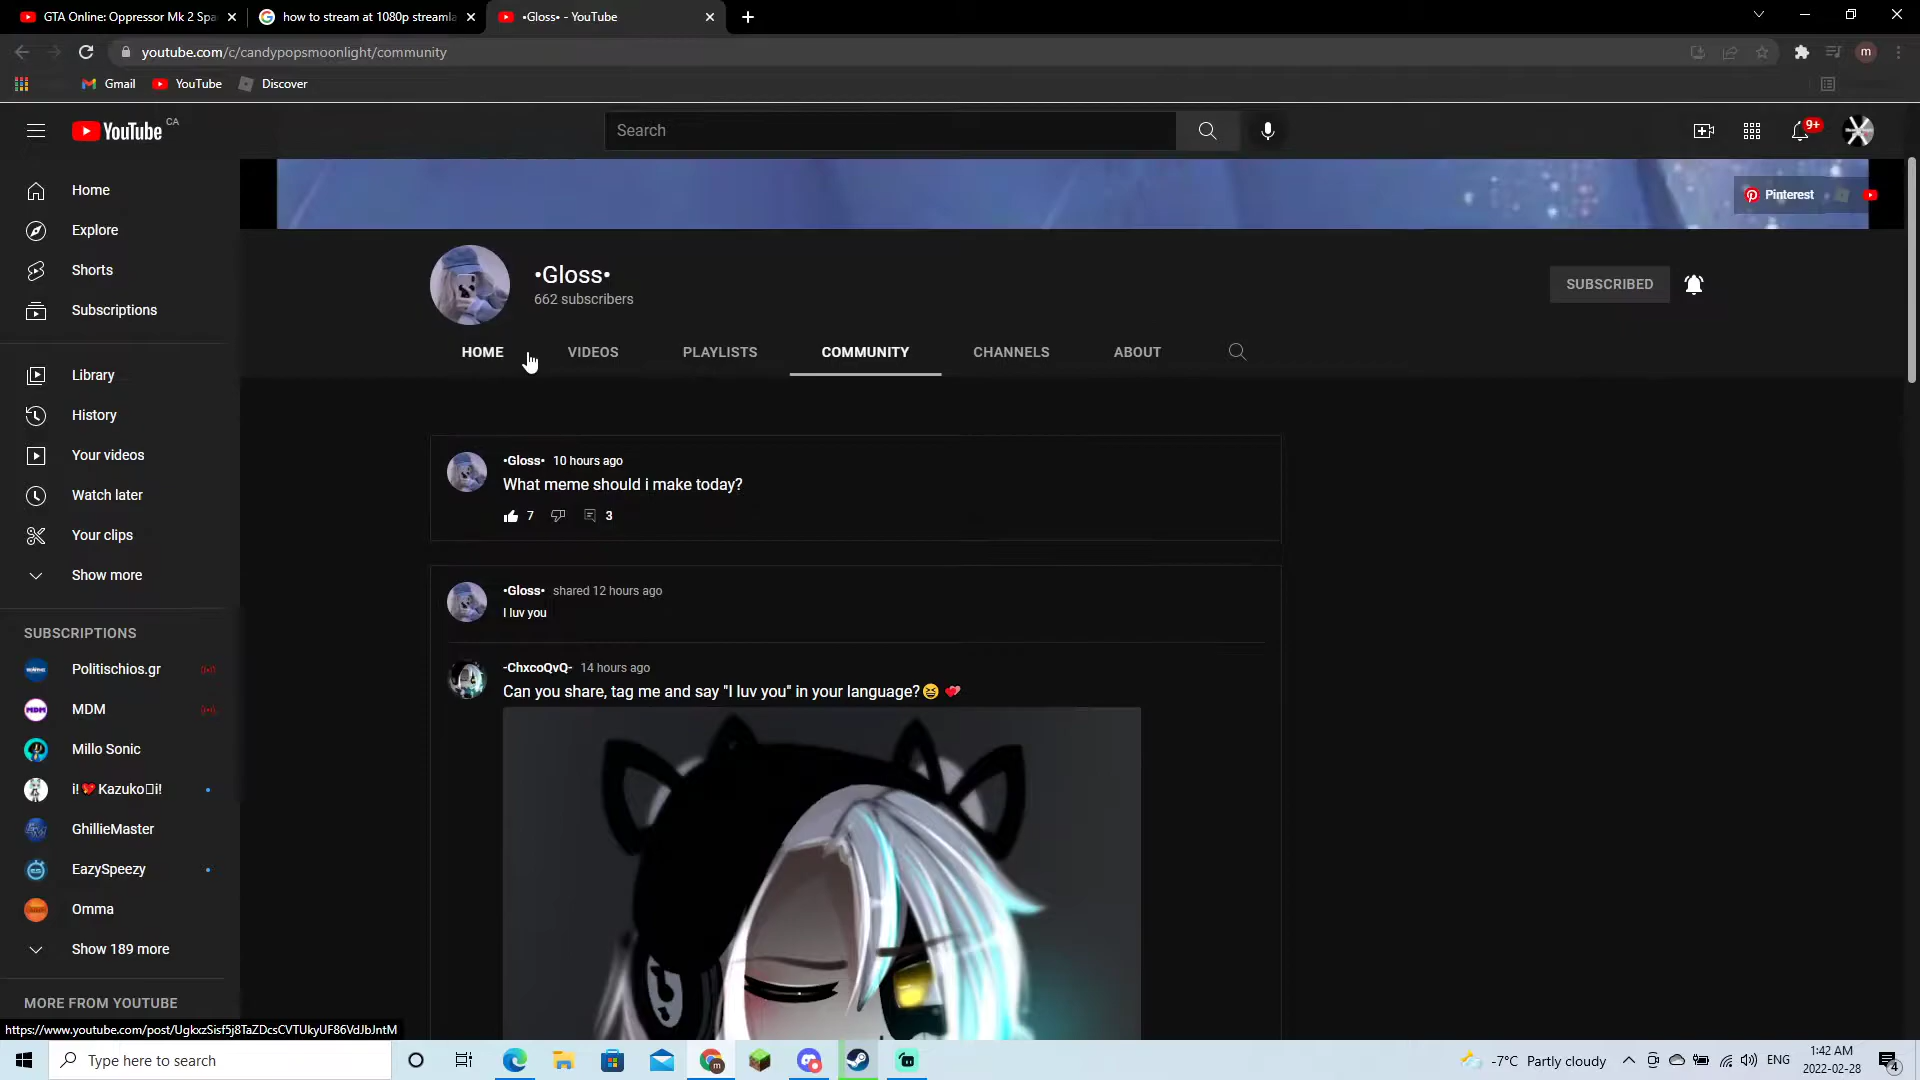 GTA Online: Oppressor Mk 2 Spa
how to stream at 1080p streamla
•Gloss• - YouTube
youtube.com/c/candypopsmoonlight/community
m
Gmail
YouTube
Discover
YouTube CA
Search
9+
Home
Explore
Shorts
Subscriptions
Library
History
Your videos
Watch later
Your clips
Show more
SUBSCRIPTIONS
Politischios.gr
MDM
Millo Sonic
i!❤Kazuko▯i!
GhillieMaster
EazySpeezy
Omma
Show 189 more
MORE FROM YOUTUBE
Pinterest
•Gloss•
662 subscribers
SUBSCRIBED
HOME VIDEOS PLAYLISTS COMMUNITY CHANNELS ABOUT
•Gloss• 10 hours ago
What meme should i make today?
7 3
•Gloss• shared 12 hours ago
I luv you
-ChxcoQvQ- 14 hours ago
Can you share, tag me and say "I luv you" in your language?😆 💕
https://www.youtube.com/post/UgkxzSisf5j8TaZDcsCVTUkyUF86VdJbJntM
Type here to search
m
-7°C Partly cloudy
ENG
1:42 AM
2022-02-28
4